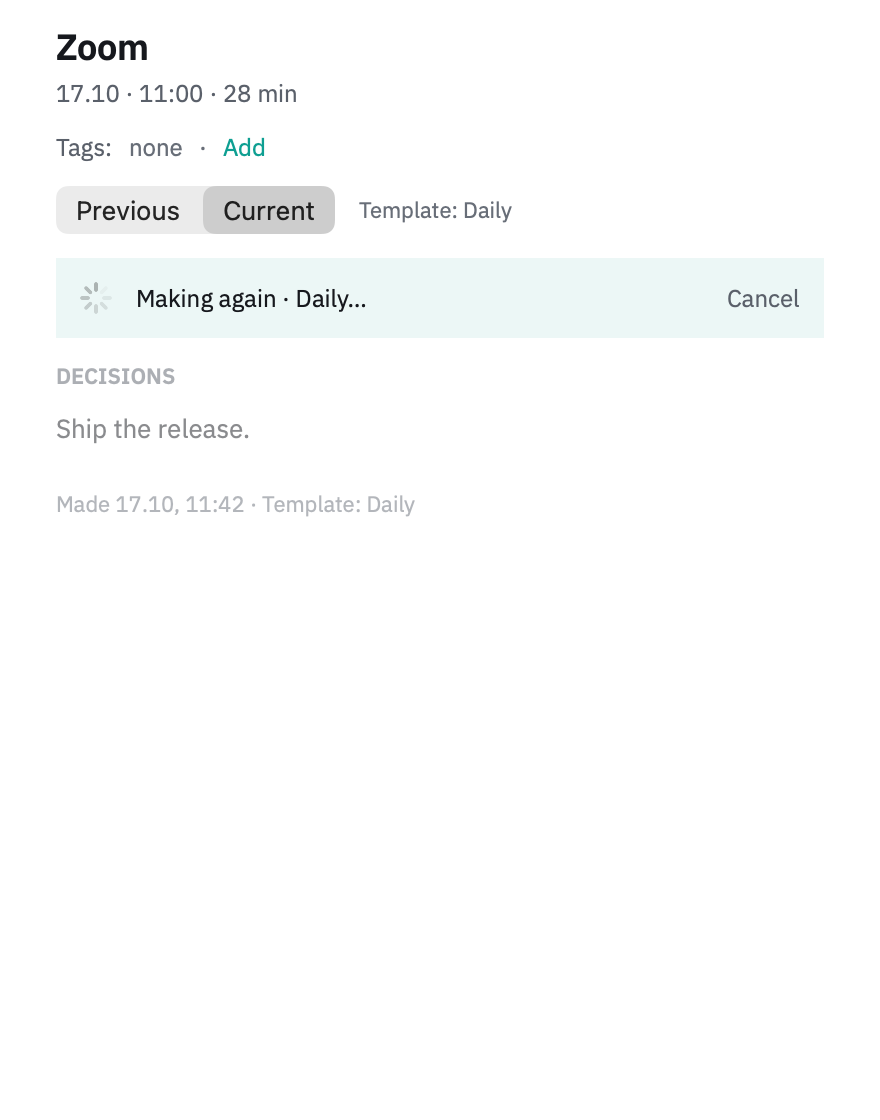 Zoom
17.10 · 11:00 · 28 min
Tags: none · Add
Previous Current Template: Daily
Making again · Daily... Cancel
DECISIONS
Ship the release.
Made 17.10, 11:42 · Template: Daily